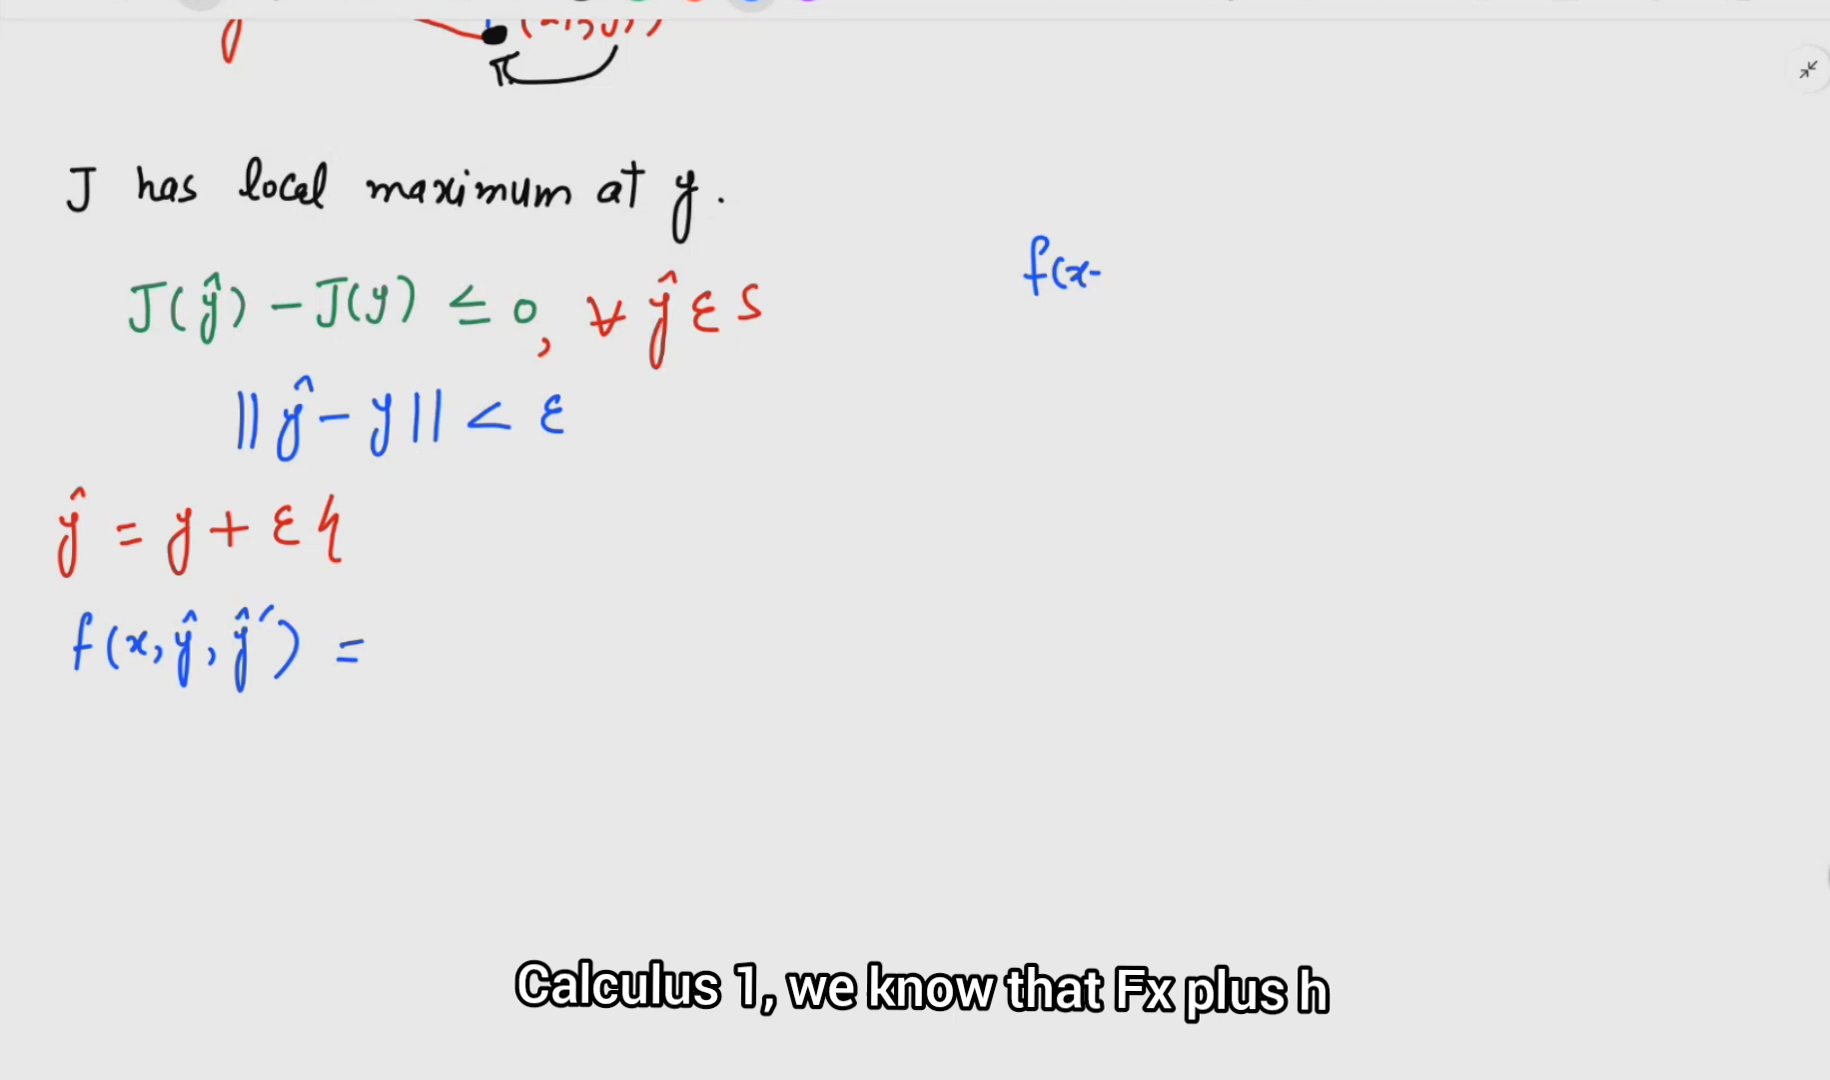 J has local maximum at y.
J(ŷ) - J(y) ≤ 0, ∀ ŷ ε S
f(x-
||ŷ - y|| < ε
ŷ = y + εη
f(x, ŷ, ŷ′) =
Calculus 1, we know that Fx plus h